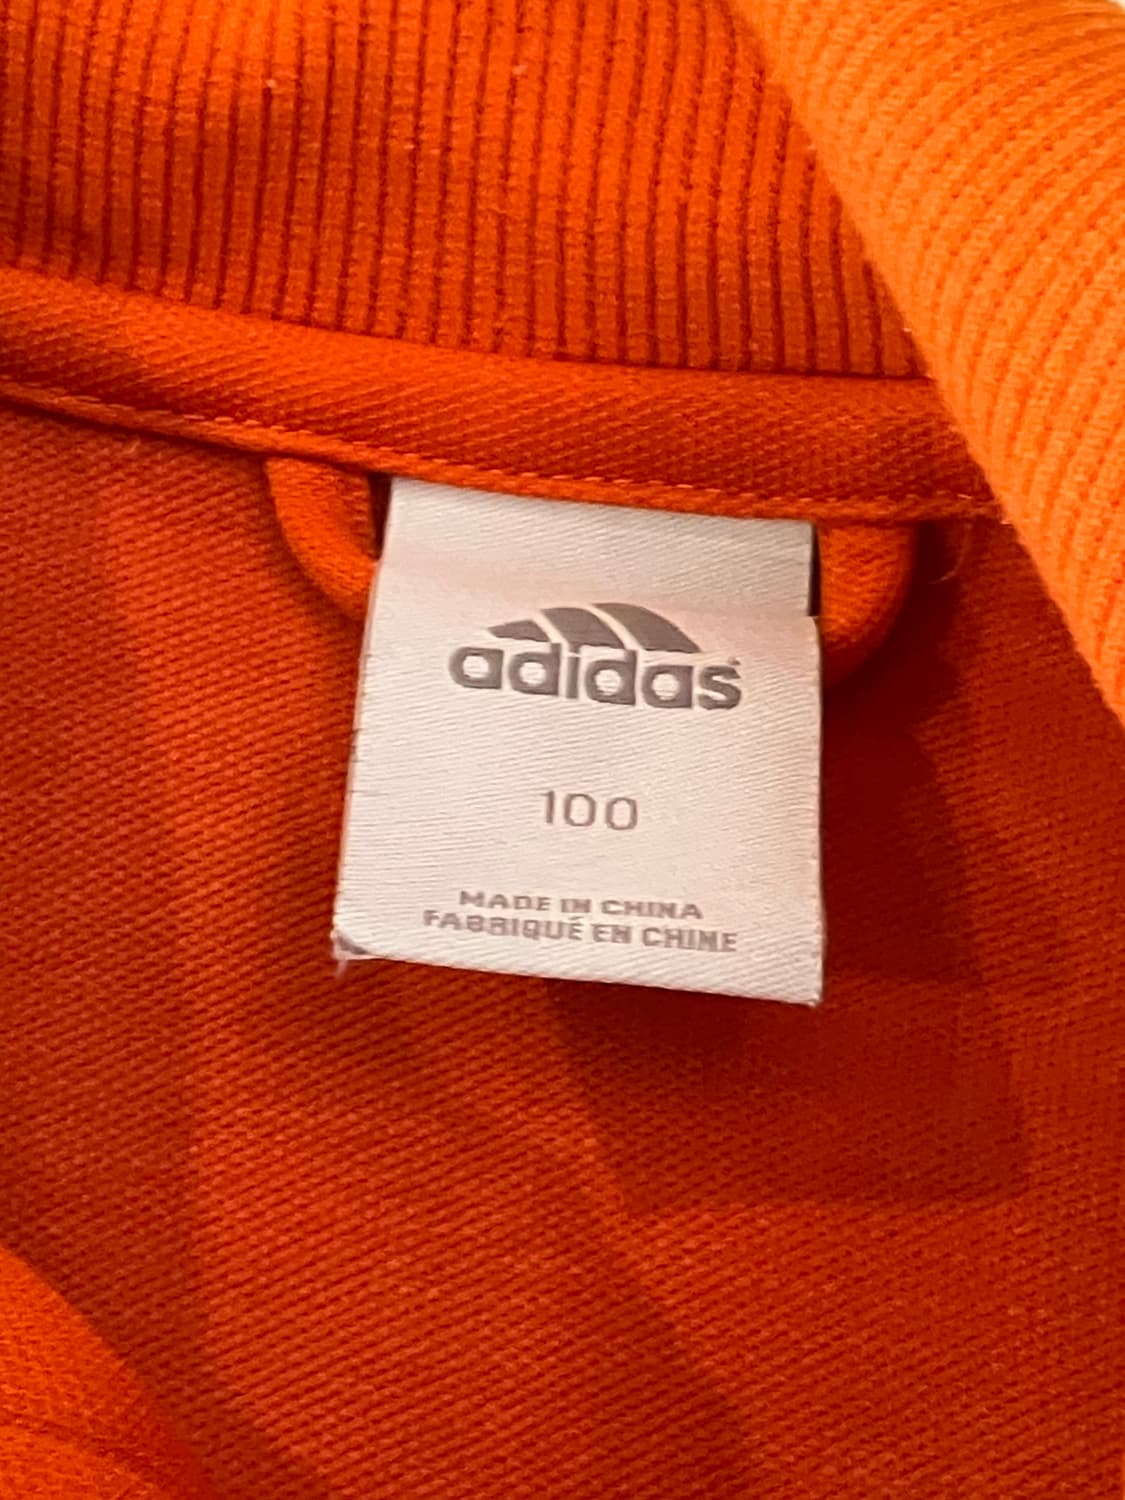 adidas
100
MADE IN CHINA
FABRIQUÉ EN CHINE